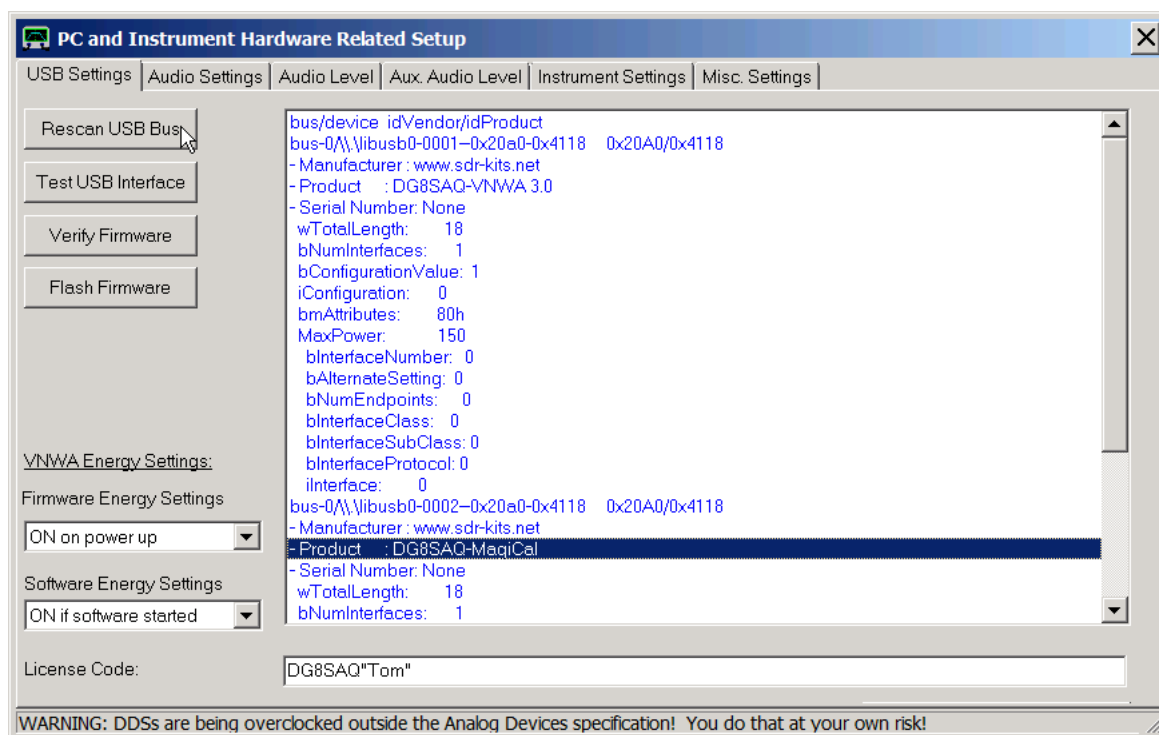 PC and Instrument Hardware Related Setup
USB Settings Audio Settings Audio Level Aux. Audio Level Instrument Settings Misc. Settings
Rescan USB Bus
Test USB Interface
Verify Firmware
Flash Firmware
VNWA Energy Settings:
Firmware Energy Settings
ON on power up
Software Energy Settings
ON if software started
bus/device idVendor/idProduct
bus-0/\\.\libusb0-0001--0x20a0-0x4118 0x20A0/0x4118
- Manufacturer : www.sdr-kits.net
- Product : DG8SAQ-VNWA 3.0
- Serial Number: None
wTotalLength: 18
bNumInterfaces: 1
bConfigurationValue: 1
iConfiguration: 0
bmAttributes: 80h
MaxPower: 150
bInterfaceNumber: 0
bAlternateSetting: 0
bNumEndpoints: 0
bInterfaceClass: 0
bInterfaceSubClass: 0
bInterfaceProtocol: 0
iInterface: 0
bus-0/\\.\libusb0-0002--0x20a0-0x4118 0x20A0/0x4118
- Manufacturer : www.sdr-kits.net
- Product : DG8SAQ-MagiCal
- Serial Number: None
wTotalLength: 18
bNumInterfaces: 1
License Code:
DG8SAQ"Tom"
WARNING: DDSs are being overclocked outside the Analog Devices specification! You do that at your own risk!